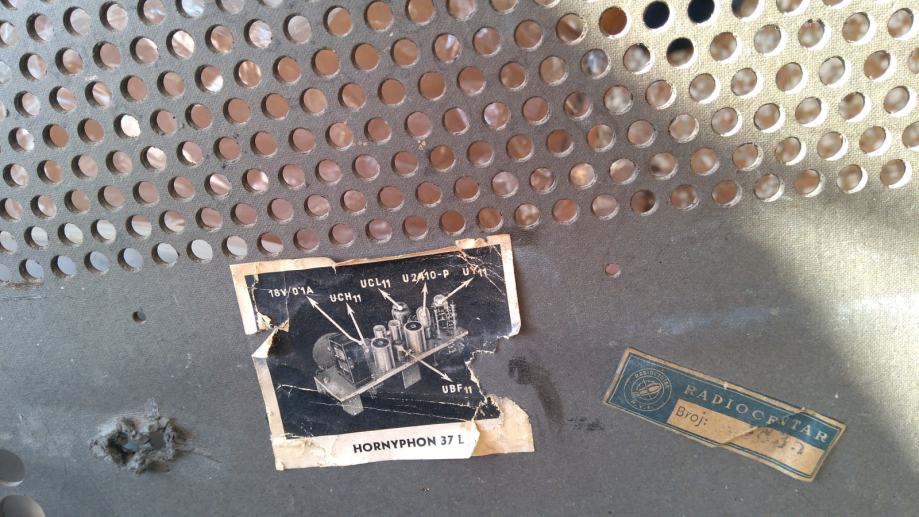 18V/0'1A
UCH11
UCL11
U2410-P
UY11
UBF11
HORNYPHON 37 L
RADIOCENTAR
Broj: